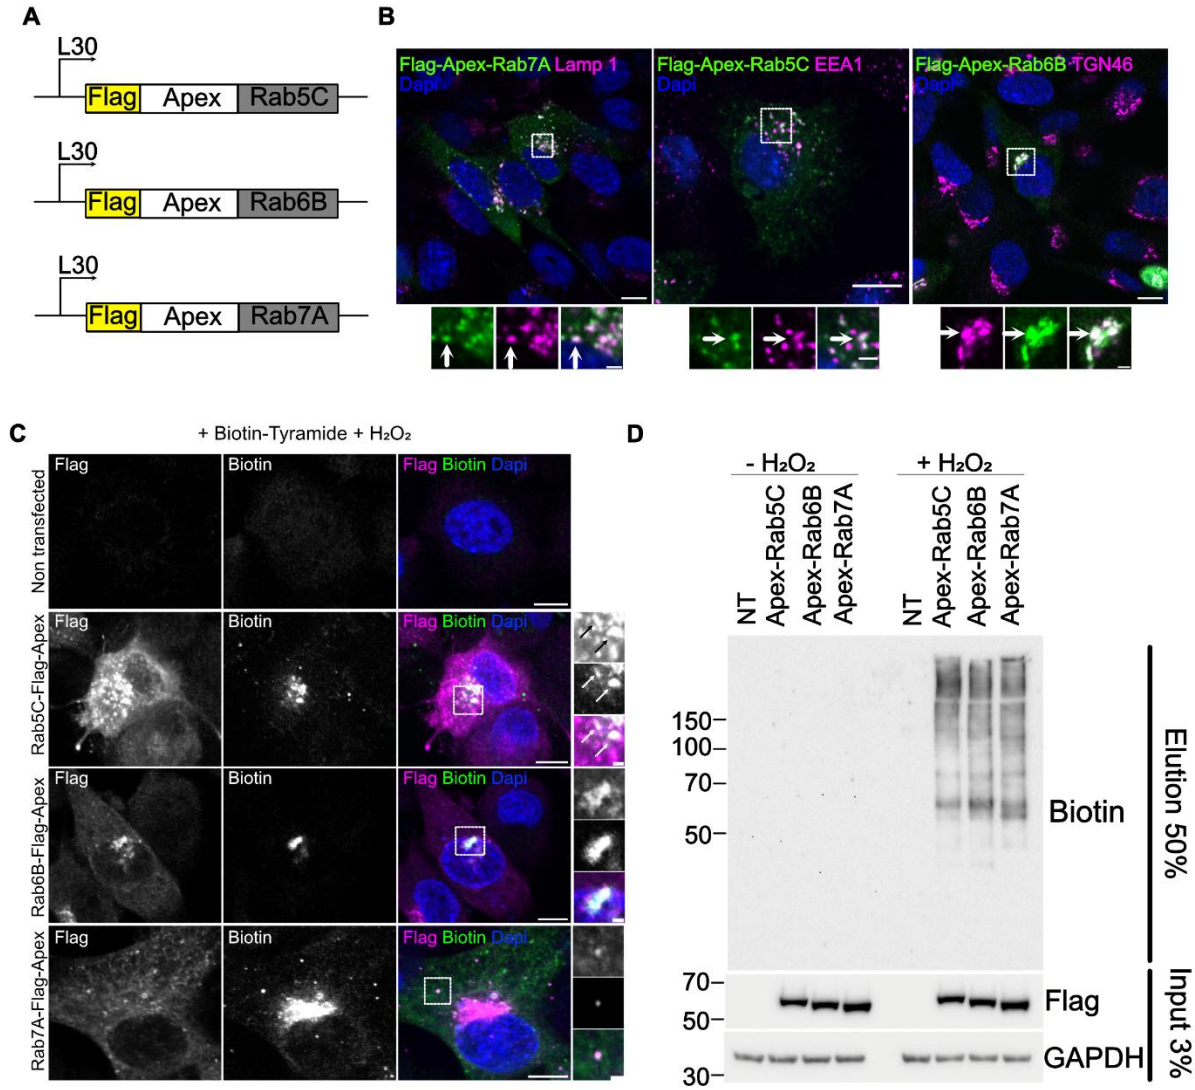 A
L30
Flag Apex Rab5C
L30
Flag Apex Rab6B
L30
Flag Apex Rab7A
B
Flag-Apex-Rab7A Lamp 1
Dapi
Flag-Apex-Rab5C EEA1
Dapi
Flag-Apex-Rab6B TGN46
Dapi
C
+ Biotin-Tyramide + H₂O₂
Non transfected
Flag
Biotin
Flag Biotin Dapi
Rab5C-Flag-Apex
Flag
Biotin
Flag Biotin Dapi
Rab6B-Flag-Apex
Flag
Biotin
Flag Biotin Dapi
Rab7A-Flag-Apex
Flag
Biotin
Flag Biotin Dapi
D
- H₂O₂
+ H₂O₂
NT
Apex-Rab5C
Apex-Rab6B
Apex-Rab7A
NT
Apex-Rab5C
Apex-Rab6B
Apex-Rab7A
150
100
70
50
Biotin
Elution 50%
70
50
Flag
GAPDH
30
Input 3%